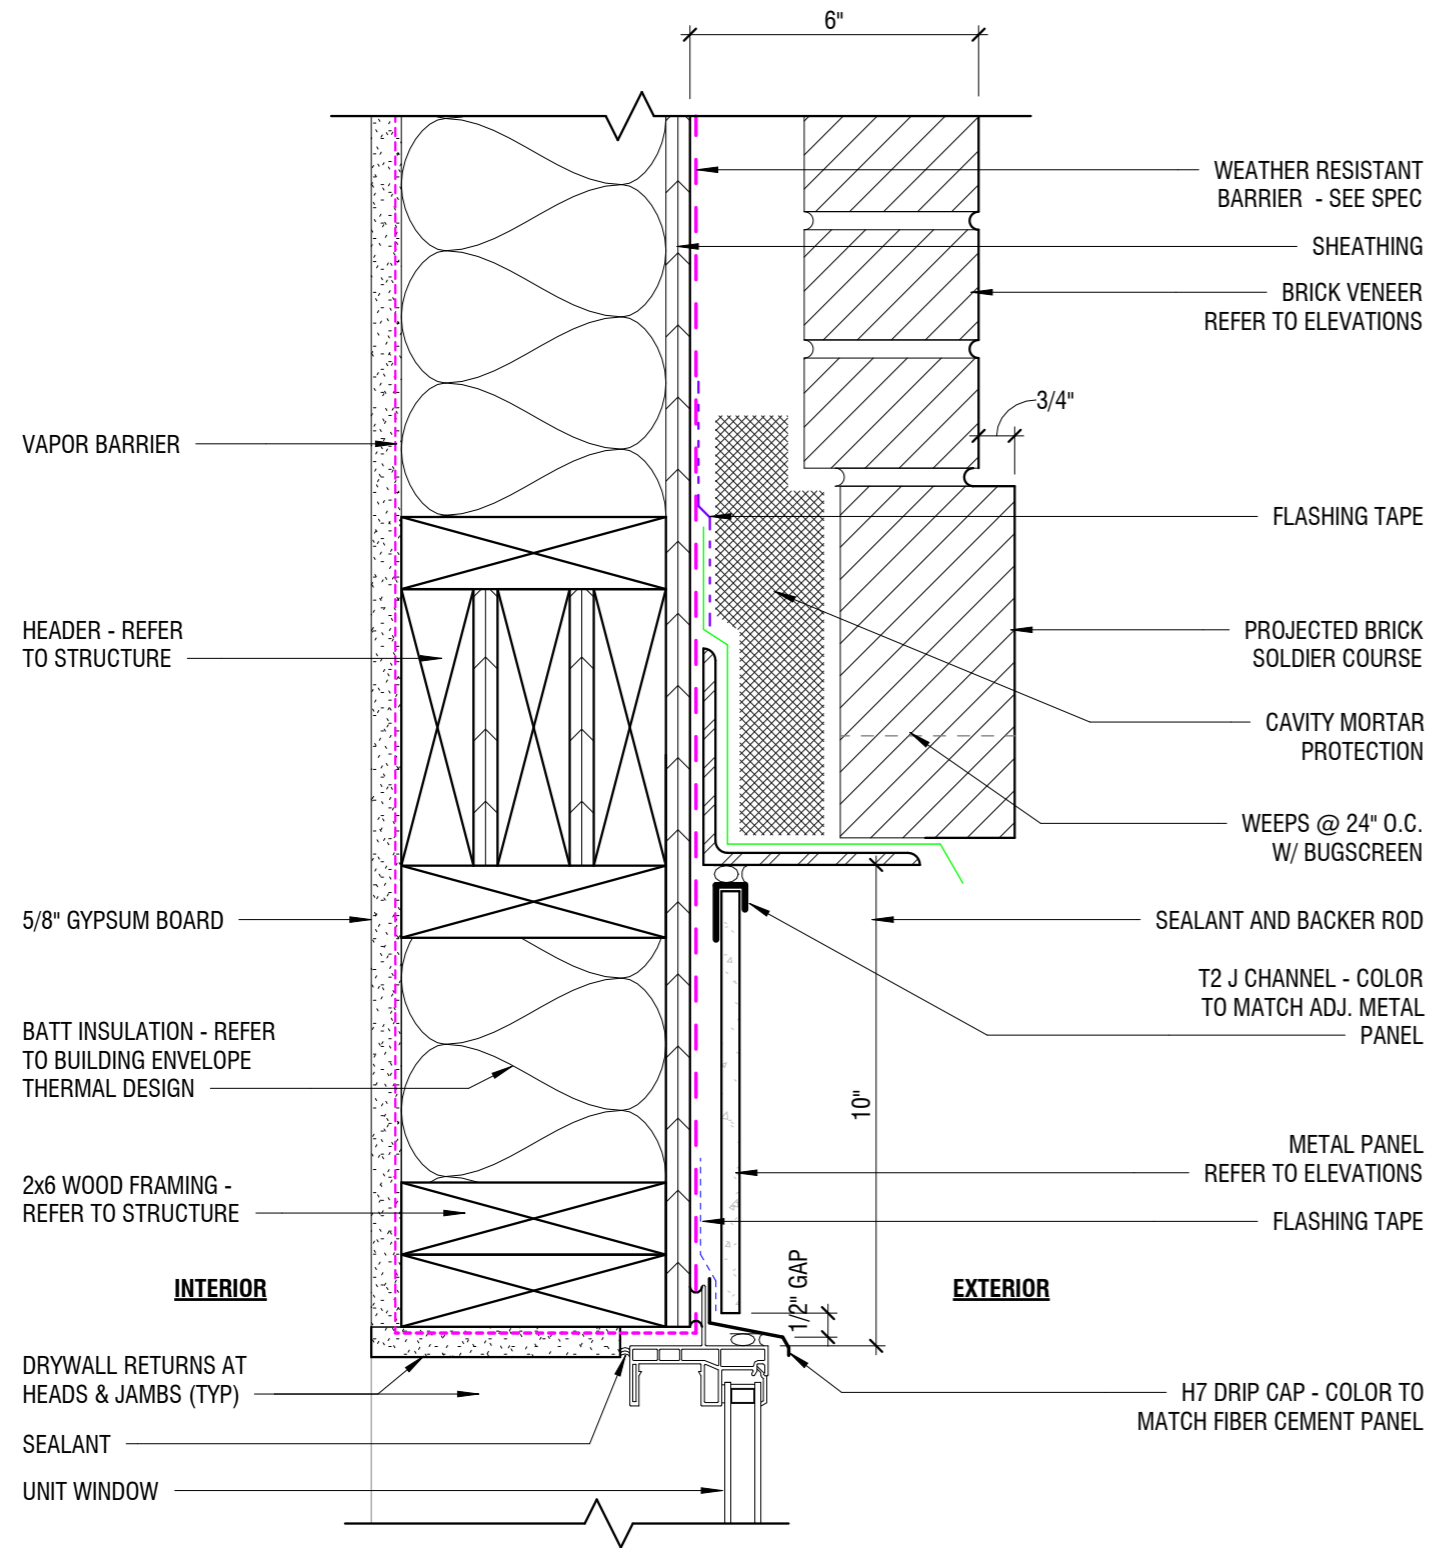 6"
WEATHER RESISTANT
BARRIER - SEE SPEC
SHEATHING
BRICK VENEER
REFER TO ELEVATIONS
3/4"
VAPOR BARRIER
FLASHING TAPE
HEADER - REFER
TO STRUCTURE
PROJECTED BRICK
SOLDIER COURSE
CAVITY MORTAR
PROTECTION
WEEPS @ 24" O.C.
W/ BUGSCREEN
5/8" GYPSUM BOARD
SEALANT AND BACKER ROD
T2 J CHANNEL - COLOR
TO MATCH ADJ. METAL
PANEL
BATT INSULATION - REFER
TO BUILDING ENVELOPE
THERMAL DESIGN
10"
METAL PANEL
REFER TO ELEVATIONS
2x6 WOOD FRAMING -
REFER TO STRUCTURE
FLASHING TAPE
INTERIOR
1/2" GAP
EXTERIOR
DRYWALL RETURNS AT
HEADS & JAMBS (TYP)
H7 DRIP CAP - COLOR TO
MATCH FIBER CEMENT PANEL
SEALANT
UNIT WINDOW